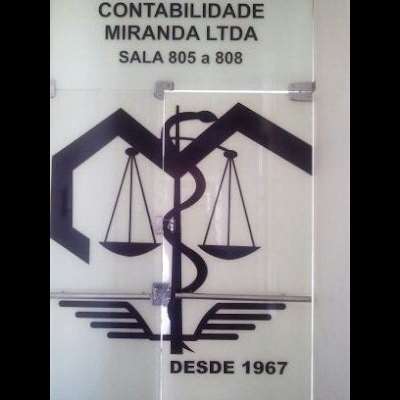 CONTABILIDADE
MIRANDA LTDA
SALA 805 a 808
DESDE 1967